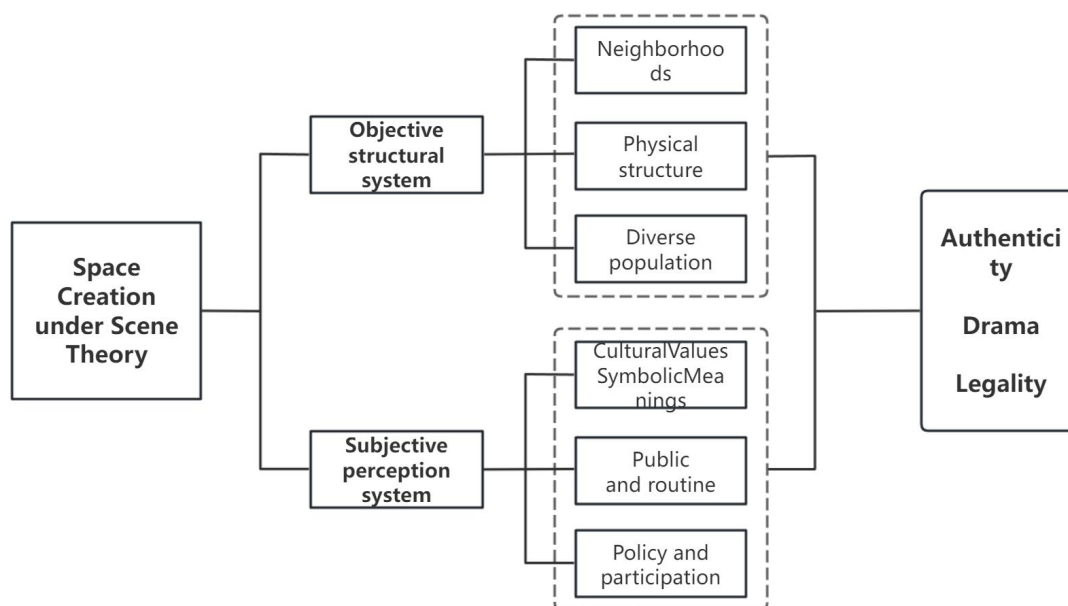 Space
Creation
under Scene
Theory
Objective
structural
system
Subjective
perception
system
Neighborhoo
ds
Physical
structure
Diverse
population
CulturalValues
SymbolicMea
nings
Public
and routine
Policy and
participation
Authentici
ty
Drama
Legality